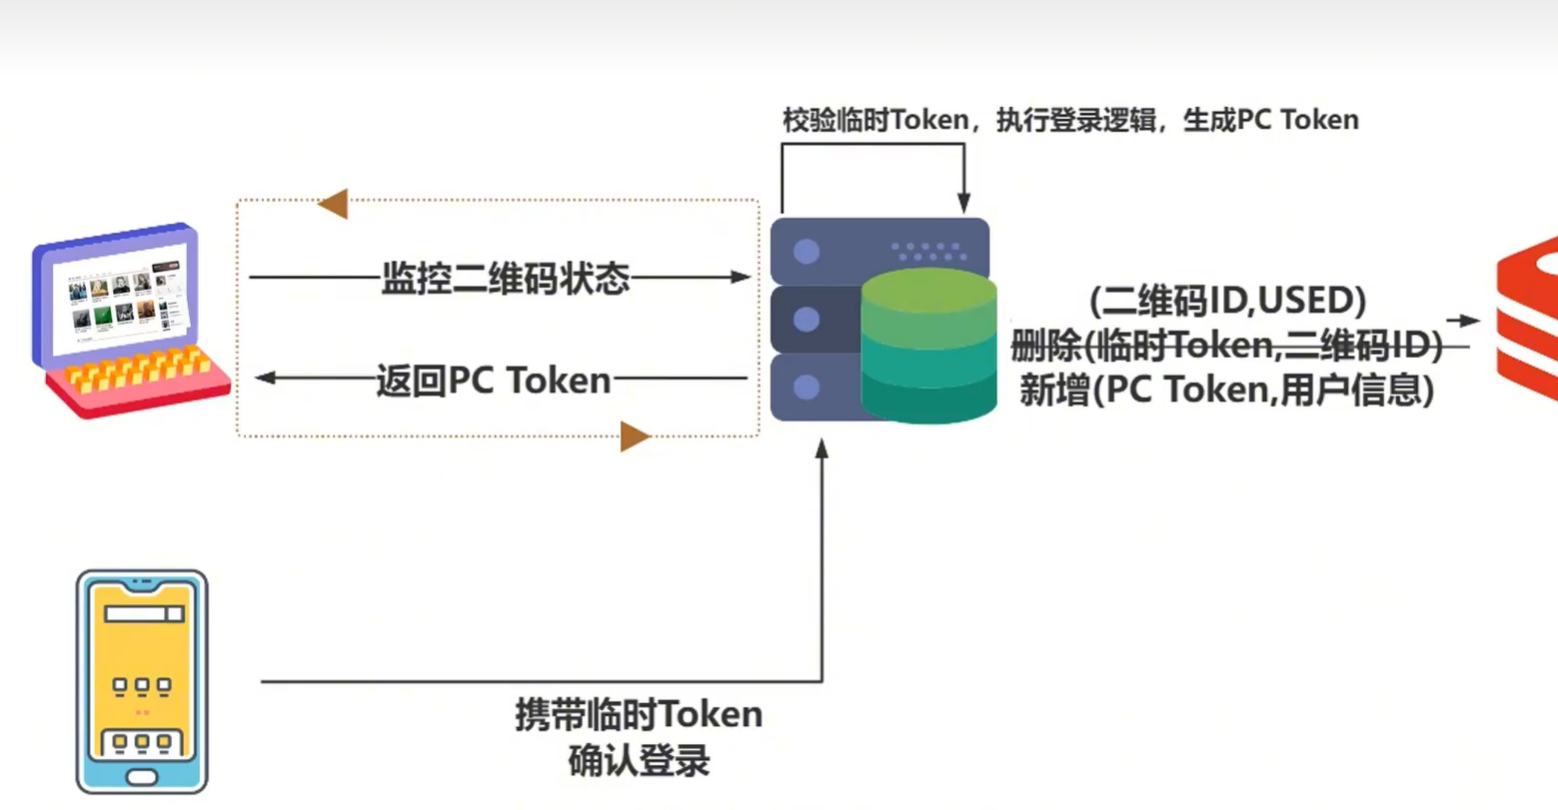 校验临时Token，执行登录逻辑，生成PC Token
监控二维码状态
返回PC Token
(二维码ID,USED)
删除(临时Token,二维码ID)
新增(PC Token,用户信息)
携带临时Token
确认登录